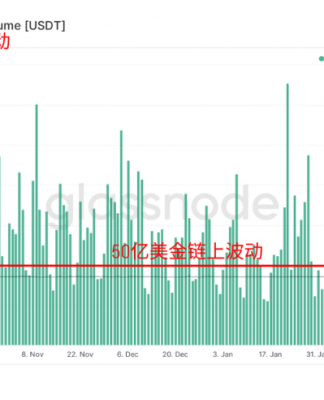 ume [USDT]
动
glassnode
50亿美金链上波动
8. Nov 22. Nov 6. Dec 20. Dec 3. Jan 17. Jan 31. Ja